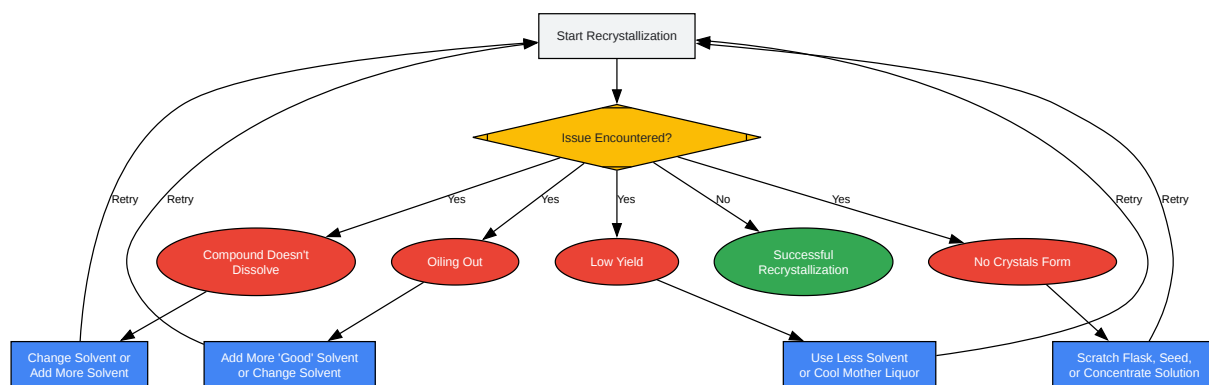 Start Recrystallization
Issue Encountered?
Yes
Yes
Yes
No
Yes
Retry
Retry
Retry
Retry
Compound Doesn't
Dissolve
Oiling Out
Low Yield
Successful
Recrystallization
No Crystals Form
Change Solvent or
Add More Solvent
Add More 'Good' Solvent
or Change Solvent
Use Less Solvent
or Cool Mother Liquor
Scratch Flask, Seed,
or Concentrate Solution